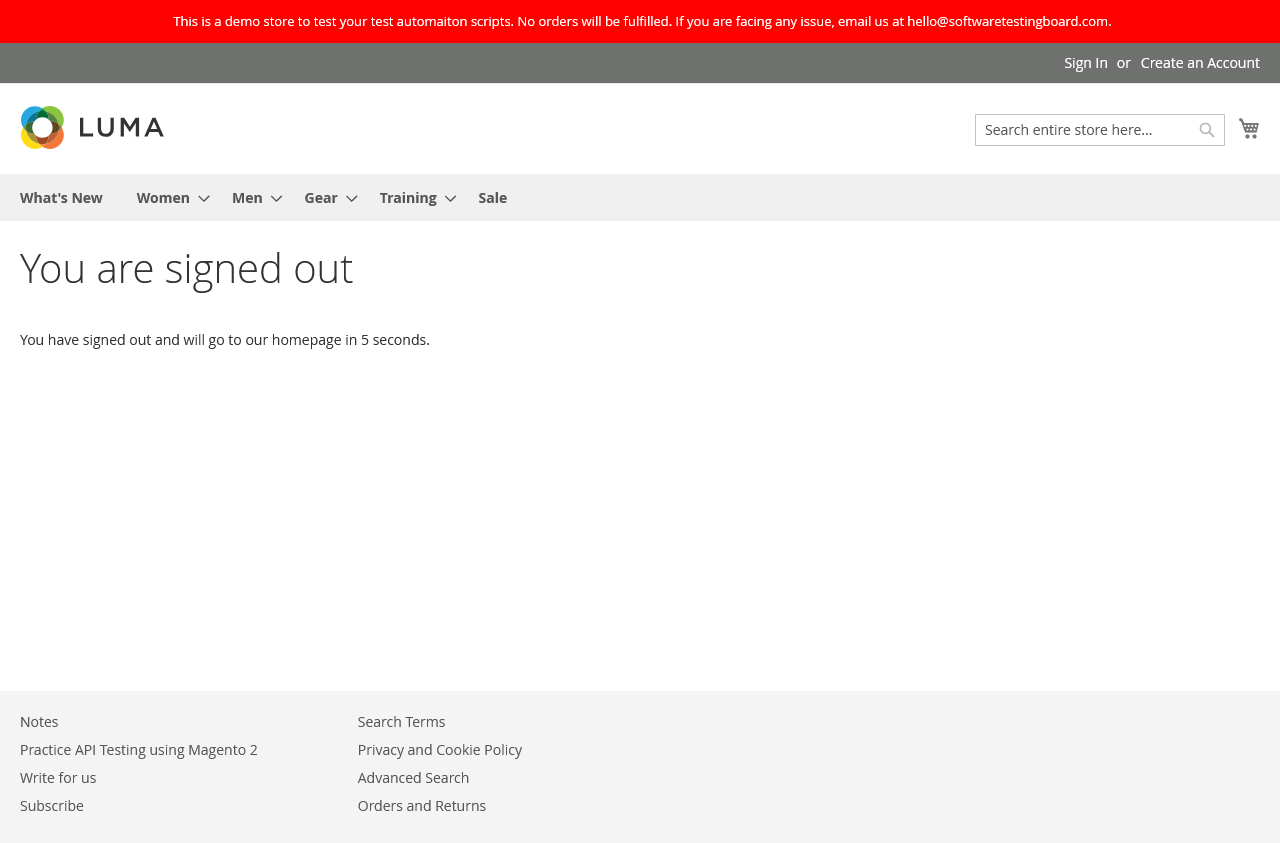 This is a demo store to test your test automaiton scripts. No orders will be fulfilled. If you are facing any issue, email us at hello@softwaretestingboard.com.
Sign In or Create an Account
LUMA
Search entire store here...
What's New Women Men Gear Training Sale
You are signed out
You have signed out and will go to our homepage in 5 seconds.
Notes
Practice API Testing using Magento 2
Write for us
Subscribe
Search Terms
Privacy and Cookie Policy
Advanced Search
Orders and Returns